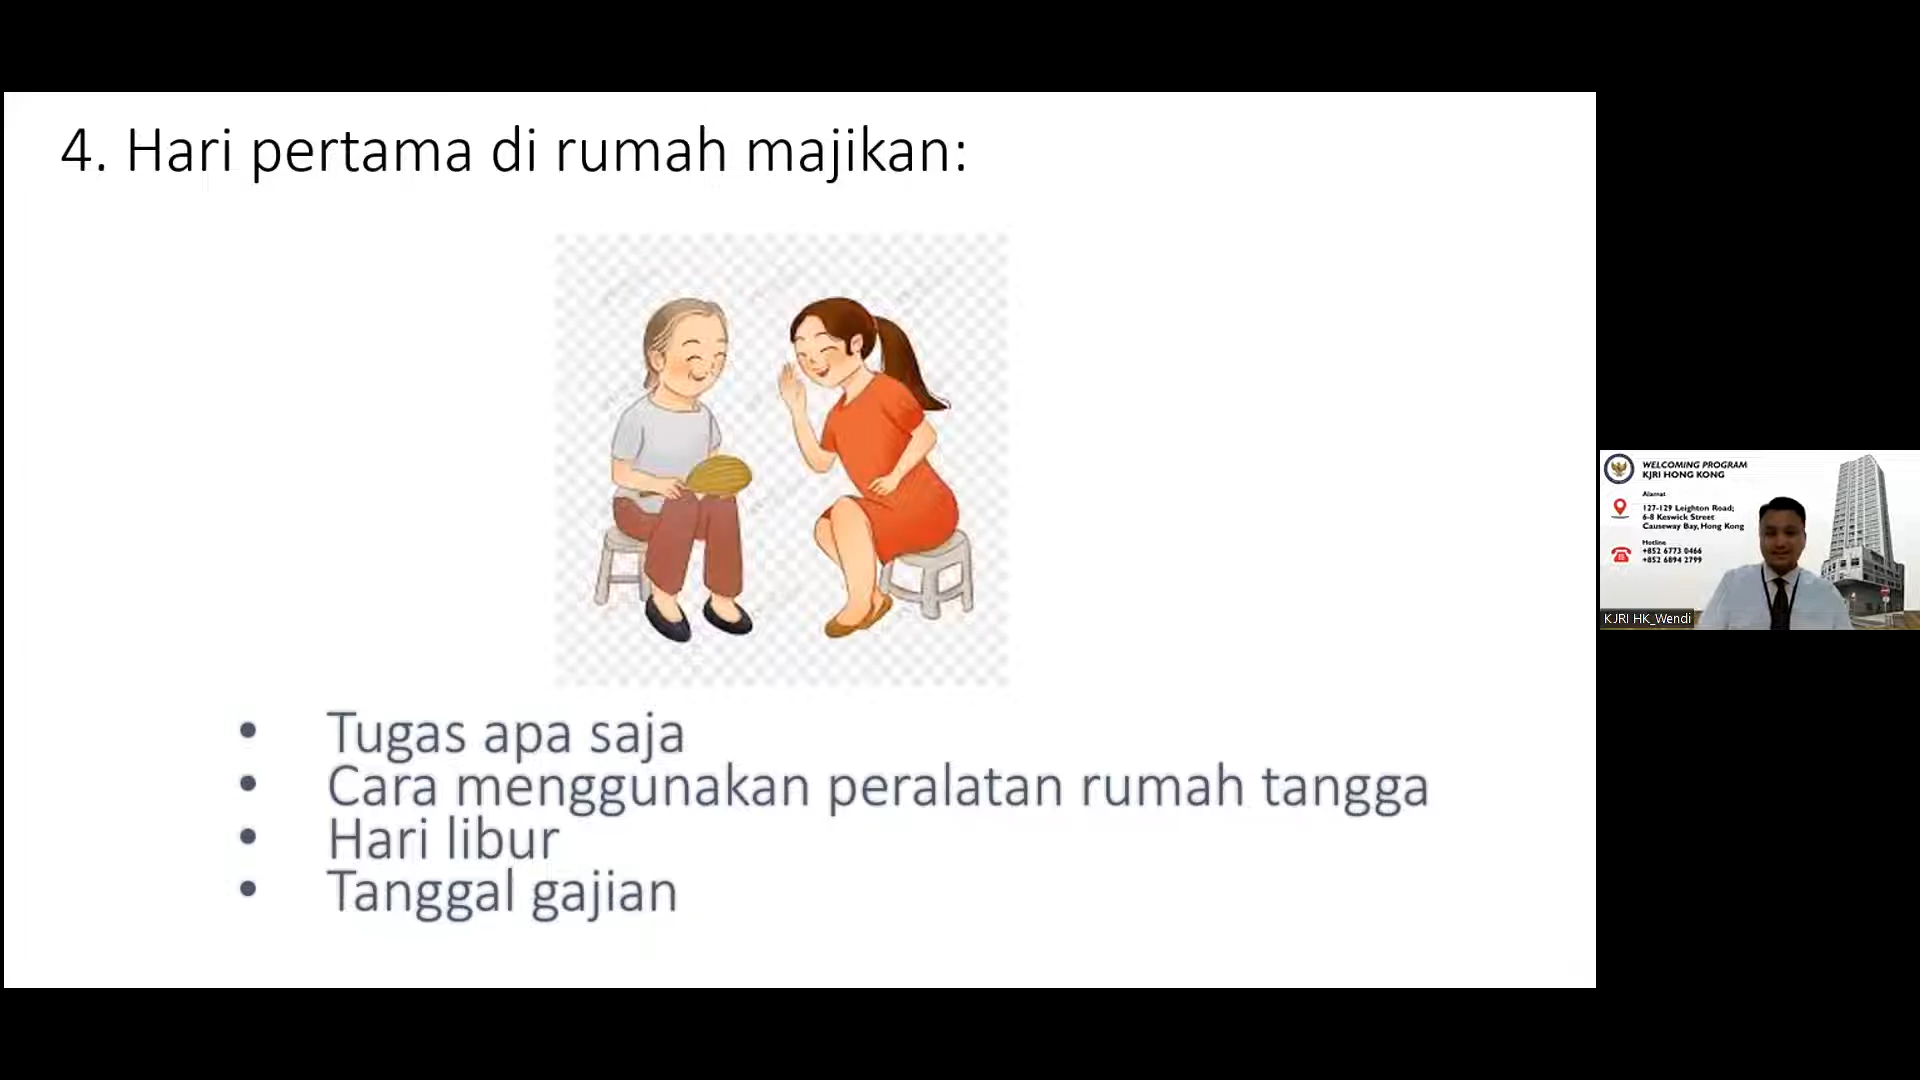 4. Hari pertama di rumah majikan:
• Tugas apa saja
• Cara menggunakan peralatan rumah tangga
• Hari libur
• Tanggal gajian
WELCOMING PROGRAM
KJRI HONG KONG
Alamat
127-129 Leighton Road;
6-8 Keswick Street
Causeway Bay, Hong Kong
Hotline
+852 6773 0466
+852 6894 2799
KJRI HK_Wendi